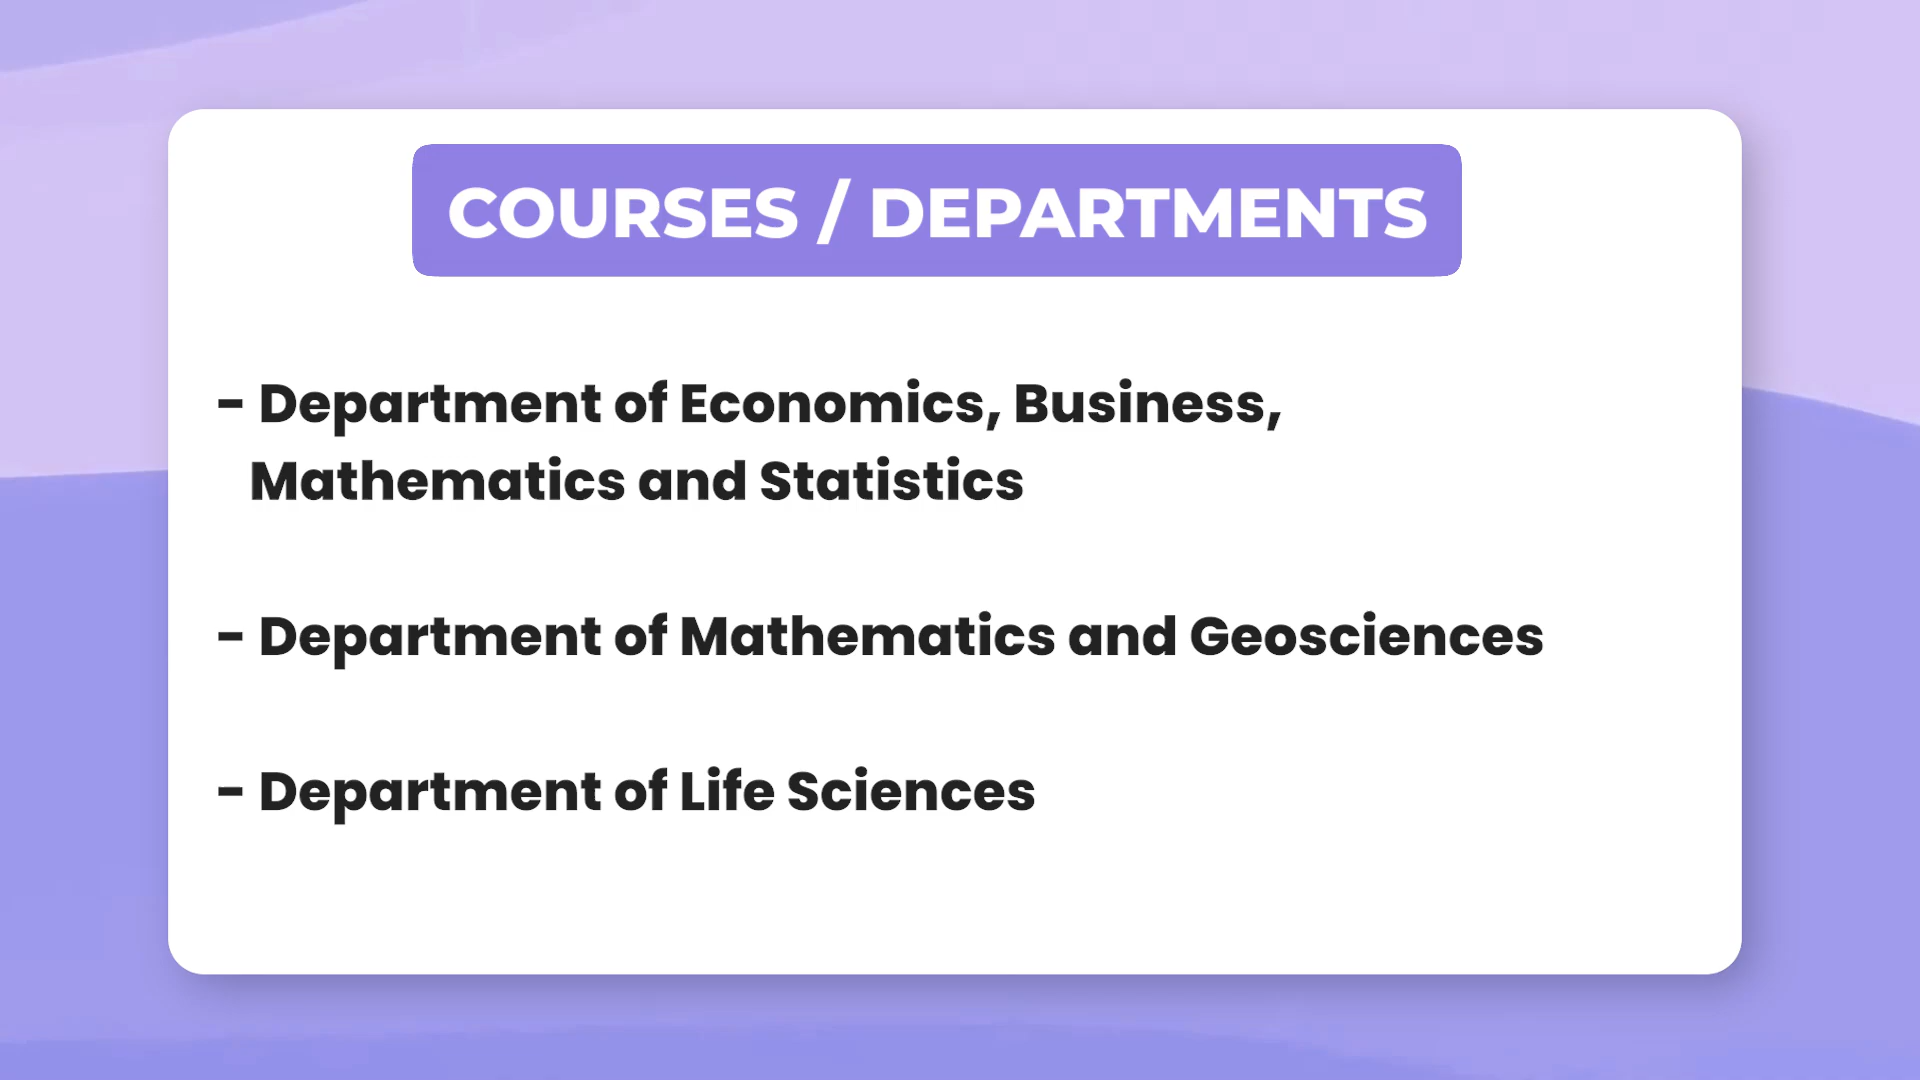 COURSES / DEPARTMENTS
- Department of Economics, Business,
Mathematics and Statistics
- Department of Mathematics and Geosciences
- Department of Life Sciences